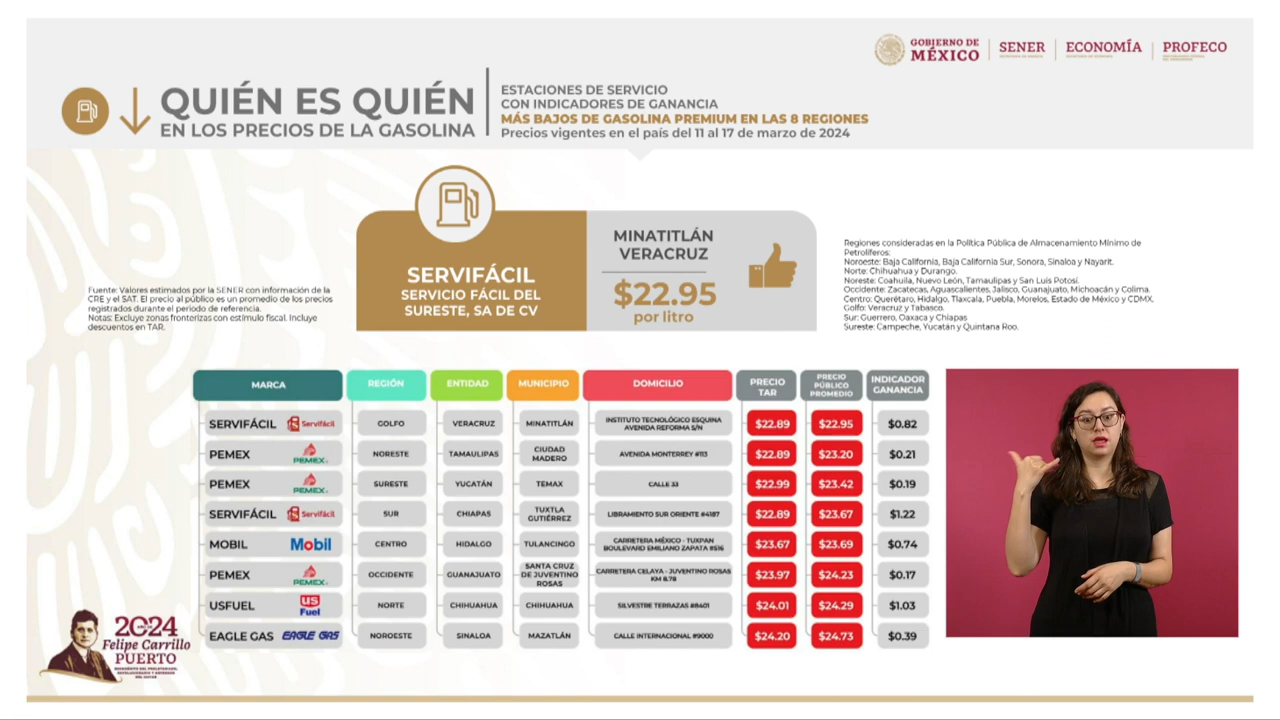 GOBIERNO DE
MÉXICO
SENER
ECONOMÍA
PROFECO
QUIÉN ES QUIÉN
EN LOS PRECIOS DE LA GASOLINA
ESTACIONES DE SERVICIO
CON INDICADORES DE GANANCIA
MÁS BAJOS DE GASOLINA PREMIUM EN LAS 8 REGIONES
Precios vigentes en el país del 11 al 17 de marzo de 2024
SERVIFÁCIL
SERVICIO FÁCIL DEL
SURESTE, SA DE CV
MINATITLÁN
VERACRUZ
$22.95
por litro
Fuente: Valores estimados por la SENER con información de la
CRE y el SAT. El precio al público es un promedio de los precios
registrados durante el periodo de referencia.
Notas: Excluye zonas fronterizas con estímulo fiscal. Incluye
descuentos en TAR.
Regiones consideradas en la Política Pública de Almacenamiento Mínimo de
Petrolíferos:
Noroeste: Baja California, Baja California Sur, Sonora, Sinaloa y Nayarit.
Norte: Chihuahua y Durango.
Noreste: Coahuila, Nuevo León, Tamaulipas y San Luis Potosí.
Occidente: Zacatecas, Aguascalientes, Jalisco, Guanajuato, Michoacán y Colima.
Centro: Querétaro, Hidalgo, Tlaxcala, Puebla, Morelos, Estado de México y CDMX.
Golfo: Veracruz y Tabasco.
Sur: Guerrero, Oaxaca y Chiapas
Sureste: Campeche, Yucatán y Quintana Roo.
MARCA REGIÓN ENTIDAD MUNICIPIO DOMICILIO PRECIO TAR PRECIO PÚBLICO PROMEDIO INDICADOR GANANCIA
SERVIFÁCIL Servifácil GOLFO VERACRUZ MINATITLÁN INSTITUTO TECNOLÓGICO ESQUINA AVENIDA REFORMA S/N $22.89 $22.95 $0.82
PEMEX PEMEX NORESTE TAMAULIPAS CIUDAD MADERO AVENIDA MONTERREY #113 $22.89 $23.20 $0.21
PEMEX PEMEX SURESTE YUCATÁN TEMAX CALLE 33 $22.99 $23.42 $0.19
SERVIFÁCIL Servifácil SUR CHIAPAS TUXTLA GUTIÉRREZ LIBRAMIENTO SUR ORIENTE #4187 $22.89 $23.67 $1.22
MOBIL Mobil CENTRO HIDALGO TULANCINGO CARRETERA MÉXICO - TUXPAN BOULEVARD EMILIANO ZAPATA #516 $23.67 $23.69 $0.74
PEMEX PEMEX OCCIDENTE GUANAJUATO SANTA CRUZ DE JUVENTINO ROSAS CARRETERA CELAYA - JUVENTINO ROSAS KM 8.78 $23.97 $24.23 $0.17
USFUEL US Fuel NORTE CHIHUAHUA CHIHUAHUA SILVESTRE TERRAZAS #8401 $24.01 $24.29 $1.03
EAGLE GAS EAGLE GAS NOROESTE SINALOA MAZATLÁN CALLE INTERNACIONAL #9000 $24.20 $24.73 $0.39
2024
Felipe Carrillo
PUERTO